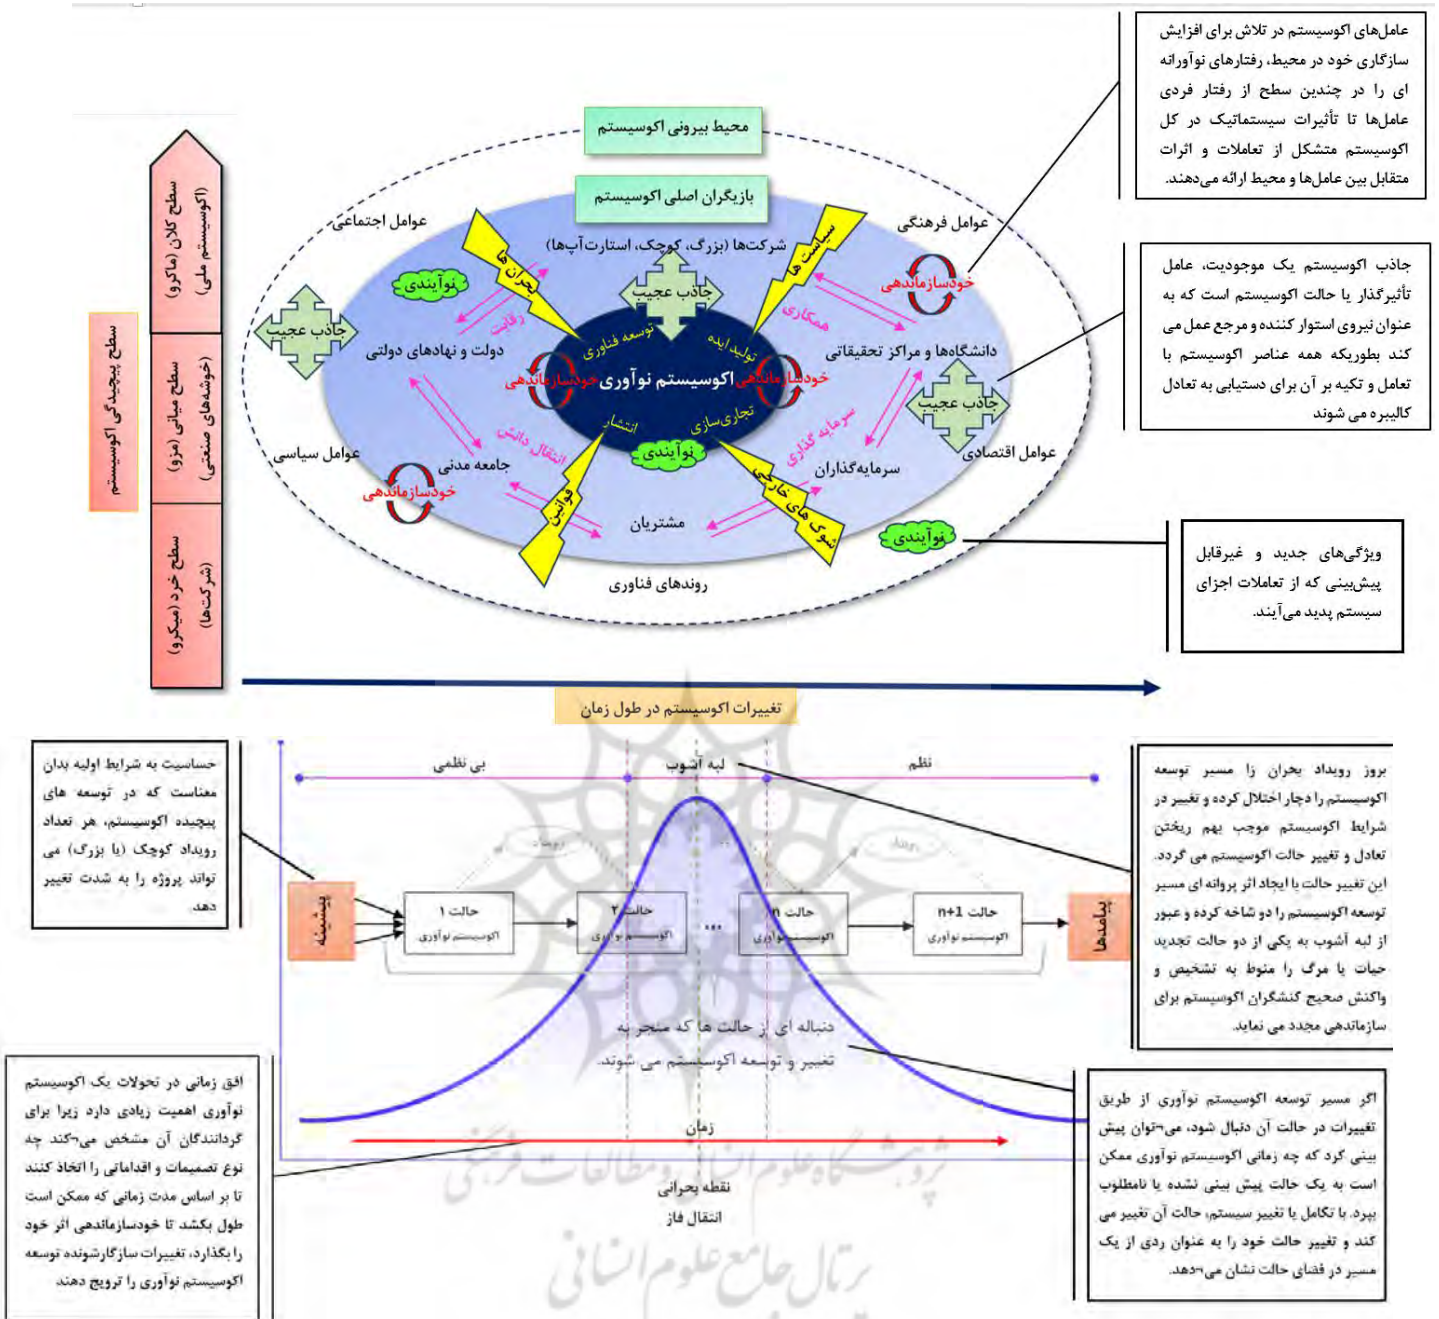 عامل‌های اکوسیستم در تلاش برای افزایش
سازگاری خود در محیط، رفتارهای نوآورانه
ای را در چندین سطح از رفتار فردی
عامل‌ها تا تأثیرات سیستماتیک در کل
اکوسیستم متشکل از تعاملات و اثرات
متقابل بین عامل‌ها و محیط ارائه می‌دهند.
جاذب اکوسیستم یک موجودیت، عامل
تأثیرگذار یا حالت اکوسیستم است که به
عنوان نیروی استوار کننده و مرجع عمل می
کند بطوریکه همه عناصر اکوسیستم با
تعامل و تکیه بر آن برای دستیابی به تعادل
کالیبره می شوند
ویژگی‌های جدید و غیرقابل
پیش‌بینی که از تعاملات اجزای
سیستم پدید می‌آیند.
محیط بیرونی اکوسیستم
بازیگران اصلی اکوسیستم
عوامل فرهنگی
عوامل اجتماعی
شرکت‌ها (بزرگ، کوچک، استارت‌آپ‌ها)
سیاست ها
بحران ها
نوآیندی
خودسازماندهی
جاذب عجیب
جاذب عجیب
همکاری
رقابت
توسعه فناوری
تولید ایده
دانشگاه‌ها و مراکز تحقیقاتی
دولت و نهادهای دولتی
خودسازماندهی
اکوسیستم نوآوری
خودسازماندهی
جاذب عجیب
تجاری‌سازی
انتشار
نوآیندی
سرمایه گذاری
انتقال دانش
عوامل اقتصادی
عوامل سیاسی
سرمایه‌گذاران
جامعه مدنی
خودسازماندهی
شوک های خارجی
قوانین
مشتریان
نوآیندی
روندهای فناوری
سطح پیچیدگی اکوسیستم
سطح کلان (ماکرو)
(اکوسیستم ملی)
سطح میانی (مزو)
(خوشه‌های صنعتی)
سطح خرد (میکرو)
(شرکت‌ها)
تغییرات اکوسیستم در طول زمان
بروز رویداد بحران زا مسیر توسعه
اکوسیستم را دچار اختلال کرده و تغییر در
شرایط اکوسیستم موجب بهم ریختن
تعادل و تغییر حالت اکوسیستم می گردد.
این تغییر حالت با ایجاد اثر پروانه ای مسیر
توسعه اکوسیستم را دو شاخه کرده و عبور
از لبه آشوب به یکی از دو حالت تجدید
حیات یا مرگ را منوط به تشخیص و
واکنش صحیح کنشگران اکوسیستم برای
سازماندهی مجدد می نماید.
حساسیت به شرایط اولیه بدان
معناست که در توسعه های
پیچیده اکوسیستم، هر تعداد
رویداد کوچک (یا بزرگ) می
تواند پروژه را به شدت تغییر
دهد.
نظم
لبه آشوب
بی نظمی
پیشینه
حالت ۱
اکوسیستم نوآوری
حالت ۲
اکوسیستم نوآوری
...
حالت n
اکوسیستم نوآوری
حالت n+1
اکوسیستم نوآوری
پیامدها
دنباله ای از حالت ها که منجر به
تغییر و توسعه اکوسیستم می شوند.
زمان
نقطه بحرانی
انتقال فاز
اگر مسیر توسعه اکوسیستم نوآوری از طریق
تغییرات در حالت آن دنبال شود، می¬توان پیش
بینی کرد که چه زمانی اکوسیستم نوآوری ممکن
است به یک حالت پیش بینی نشده یا نامطلوب
بپرد. با تکامل یا تغییر سیستم، حالت آن تغییر می
کند و تغییر حالت خود را به عنوان ردی از یک
مسیر در فضای حالت نشان می¬دهد.
افق زمانی در تحولات یک اکوسیستم
نوآوری اهمیت زیادی دارد زیرا برای
گردانندگان آن مشخص می¬کند چه
نوع تصمیمات و اقداماتی را اتخاذ کنند
تا بر اساس مدت زمانی که ممکن است
طول بکشد تا خودسازماندهی اثر خود
را بگذارد، تغییرات سازگارشونده توسعه
اکوسیستم نوآوری را ترویج دهند
پژوهشگاه علوم انسانی و مطالعات فرهنگی
پرتال جامع علوم انسانی